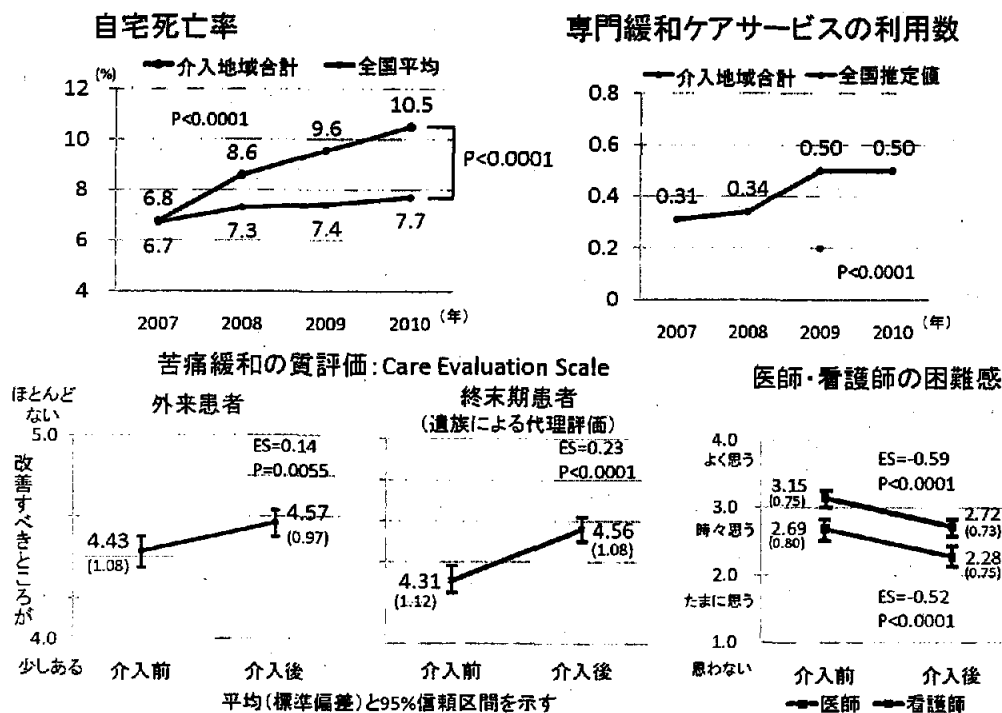 自宅死亡率
(%)
介入地域合計 全国平均
12
10
8
6
4
P<0.0001
6.8
8.6
9.6
10.5
6.7
7.3
7.4
7.7
P<0.0001
2007 2008 2009 2010 (年)
専門緩和ケアサービスの利用数
介入地域合計 全国推定値
0.8
0.6
0.4
0.2
0
0.31
0.34
0.50
0.50
P<0.0001
2007 2008 2009 2010 (年)
苦痛緩和の質評価:Care Evaluation Scale
ほとんど
ない
改善すべきところが
少しある
外来患者
5.0
4.0
ES=0.14
P=0.0055
4.43
(1.08)
4.57
(0.97)
介入前 介入後
終末期患者
(遺族による代理評価)
ES=0.23
P<0.0001
4.31
(1.12)
4.56
(1.08)
介入前 介入後
平均(標準偏差)と95%信頼区間を示す
医師・看護師の困難感
4.0
よく思う
3.0
時々思う
2.0
たまに思う
1.0
思わない
ES=-0.59
P<0.0001
3.15
(0.75)
2.72
(0.73)
2.69
(0.80)
2.28
(0.75)
ES=-0.52
P<0.0001
介入前 介入後
医師 看護師